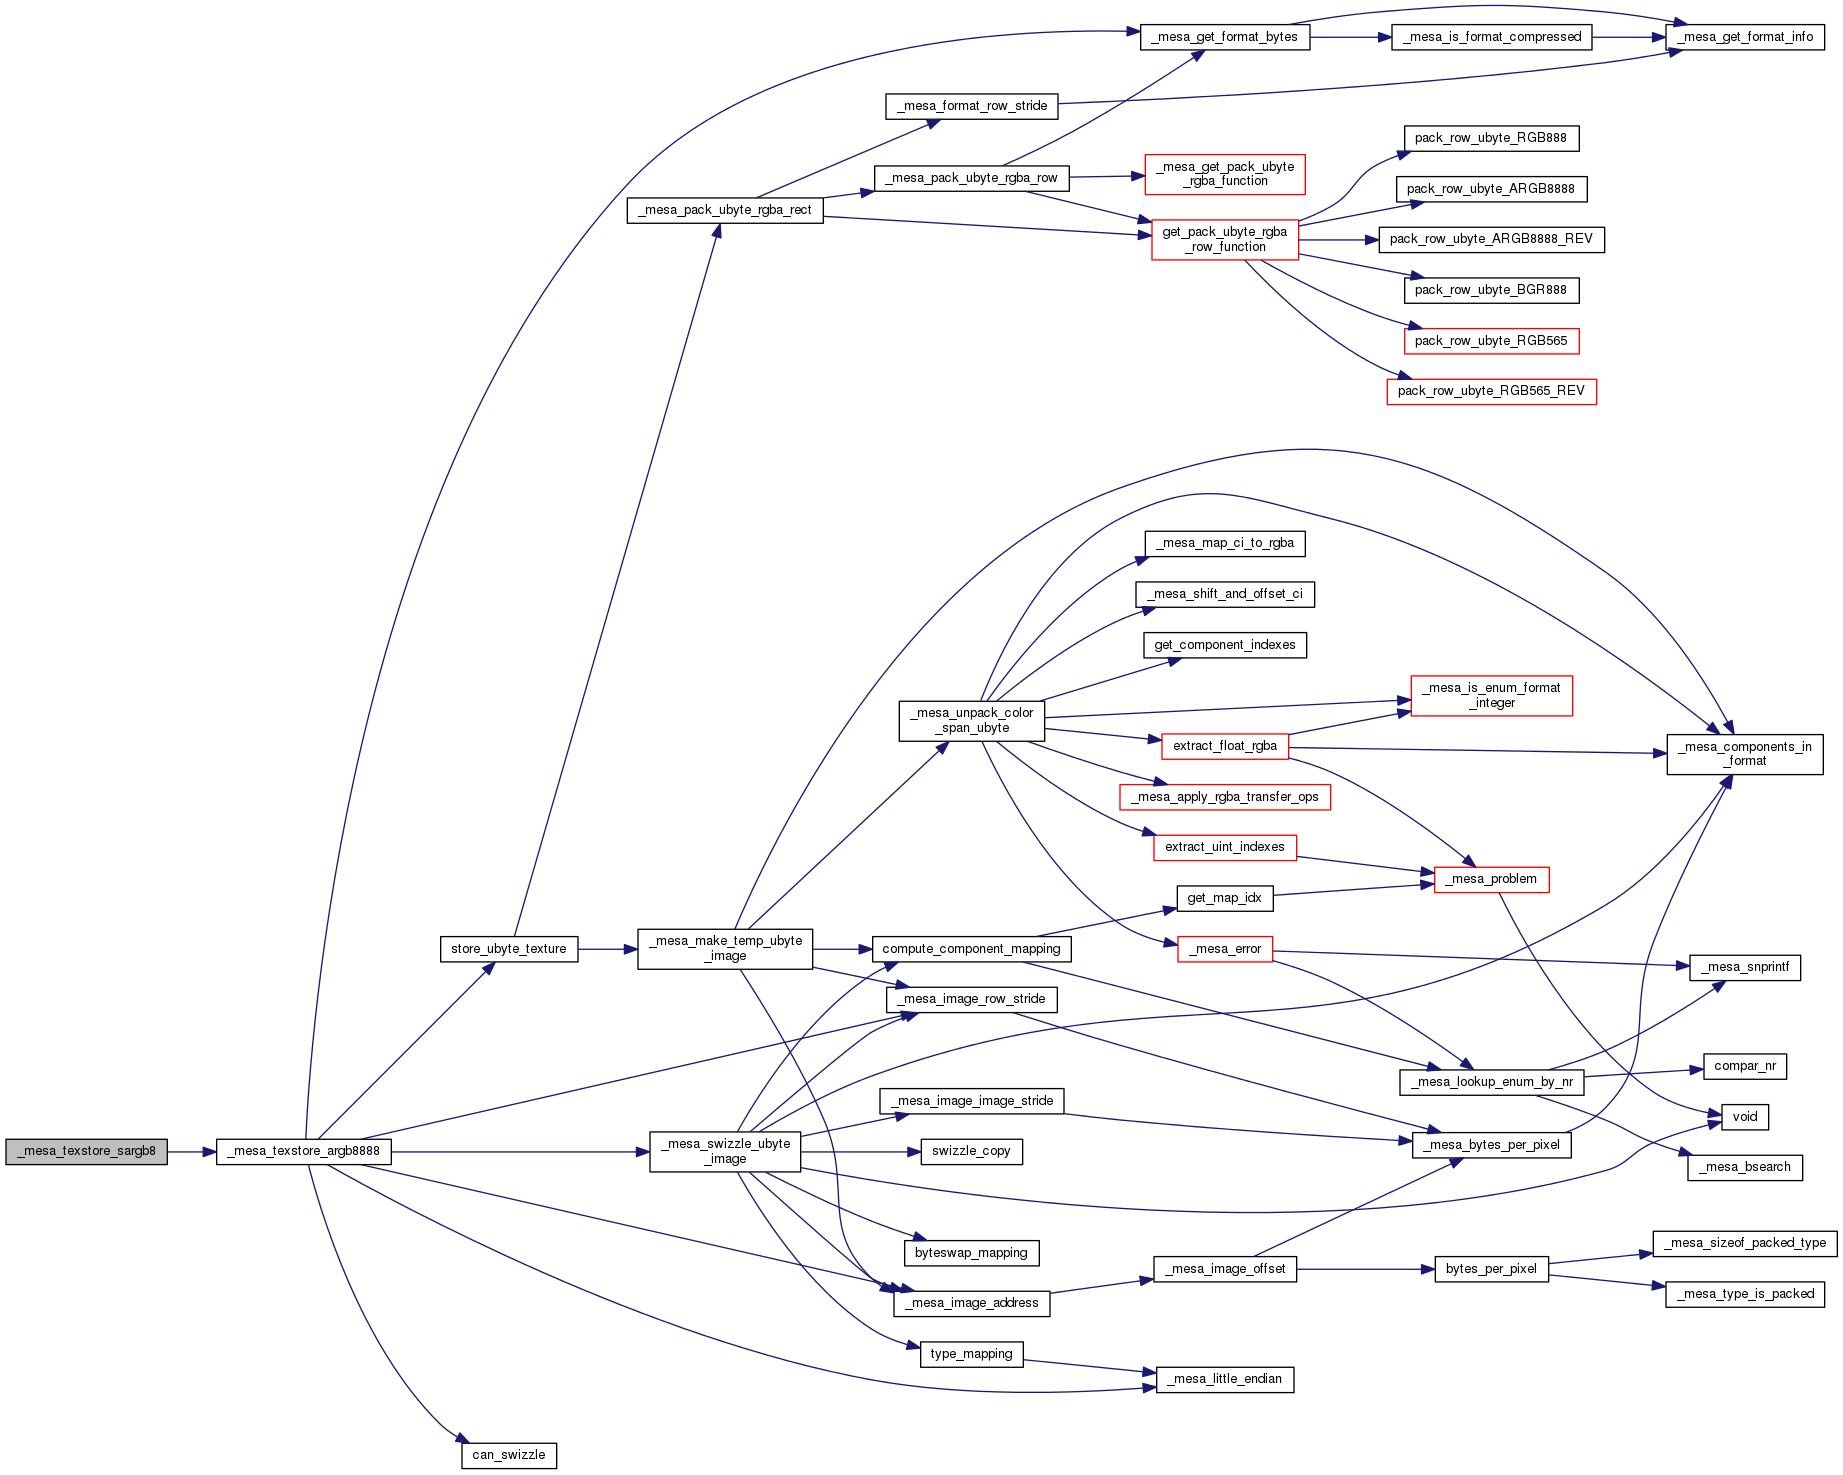 _mesa_get_format_bytes
_mesa_is_format_compressed
_mesa_get_format_info
_mesa_format_row_stride
pack_row_ubyte_RGB888
_mesa_pack_ubyte_rgba_row
_mesa_get_pack_ubyte
_rgba_function
pack_row_ubyte_ARGB8888
_mesa_pack_ubyte_rgba_rect
get_pack_ubyte_rgba
_row_function
pack_row_ubyte_ARGB8888_REV
pack_row_ubyte_BGR888
pack_row_ubyte_RGB565
pack_row_ubyte_RGB565_REV
_mesa_map_ci_to_rgba
_mesa_shift_and_offset_ci
get_component_indexes
_mesa_is_enum_format
_integer
_mesa_unpack_color
_span_ubyte
extract_float_rgba
_mesa_components_in
_format
_mesa_apply_rgba_transfer_ops
extract_uint_indexes
_mesa_problem
get_map_idx
store_ubyte_texture
_mesa_make_temp_ubyte
_image
compute_component_mapping
_mesa_error
_mesa_snprintf
_mesa_image_row_stride
compar_nr
_mesa_lookup_enum_by_nr
_mesa_image_image_stride
void
_mesa_texstore_sargb8
_mesa_texstore_argb8888
_mesa_swizzle_ubyte
_image
swizzle_copy
_mesa_bytes_per_pixel
_mesa_bsearch
byteswap_mapping
_mesa_sizeof_packed_type
_mesa_image_offset
bytes_per_pixel
_mesa_type_is_packed
_mesa_image_address
type_mapping
_mesa_little_endian
can_swizzle